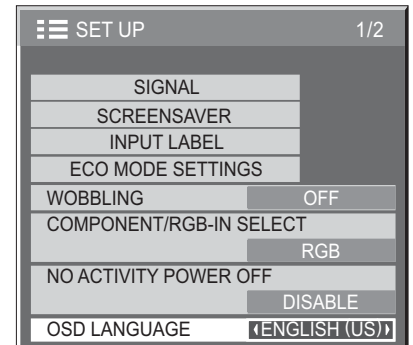 SET UP 1/2
SIGNAL
SCREENSAVER
INPUT LABEL
ECO MODE SETTINGS
WOBBLING OFF
COMPONENT/RGB-IN SELECT
RGB
NO ACTIVITY POWER OFF
DISABLE
OSD LANGUAGE ENGLISH (US)